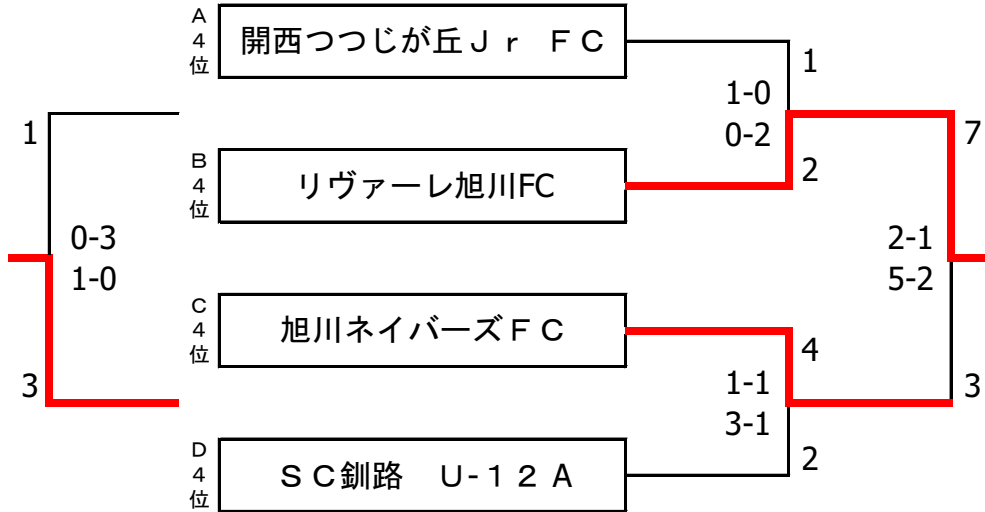 A
4
位
開西つつじが丘Ｊｒ　ＦＣ
1
1-0
0-2
1
7
B
4
位
リヴァーレ旭川FC
2
0-3
1-0
2-1
5-2
C
4
位
旭川ネイバーズＦＣ
4
3
1-1
3-1
3
D
4
位
ＳＣ釧路　Ｕ-１２Ａ
2